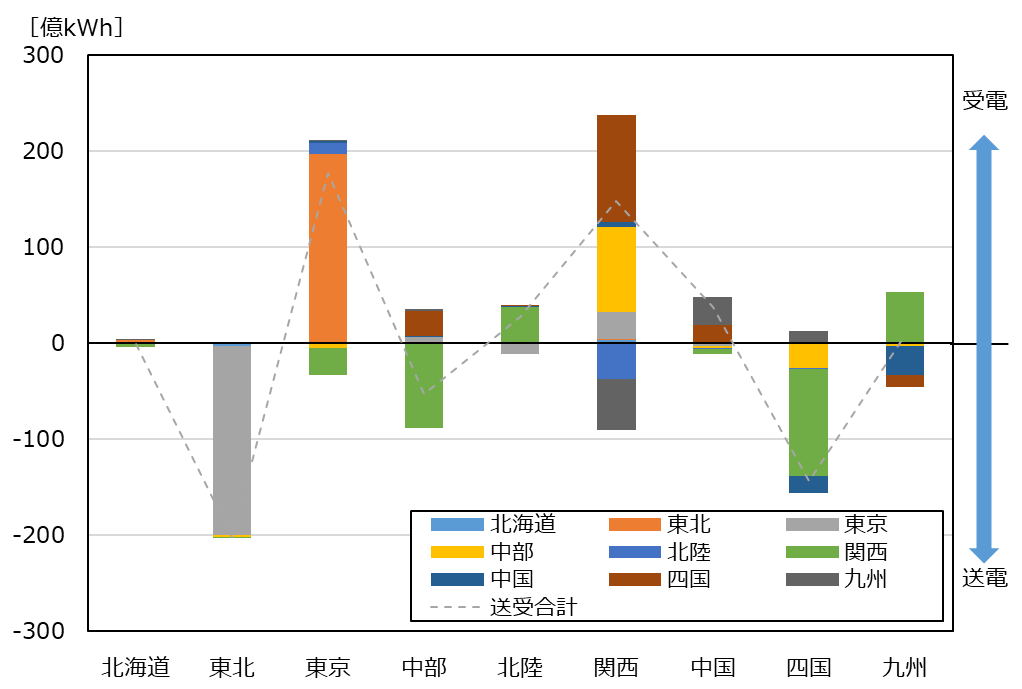 ［億kWh］
300
200
100
0
-100
-200
-300
受電
送電
北海道 東北 東京
中部 北陸 関西
中国 四国 九州
送受合計
北海道 東北 東京 中部 北陸 関西 中国 四国 九州